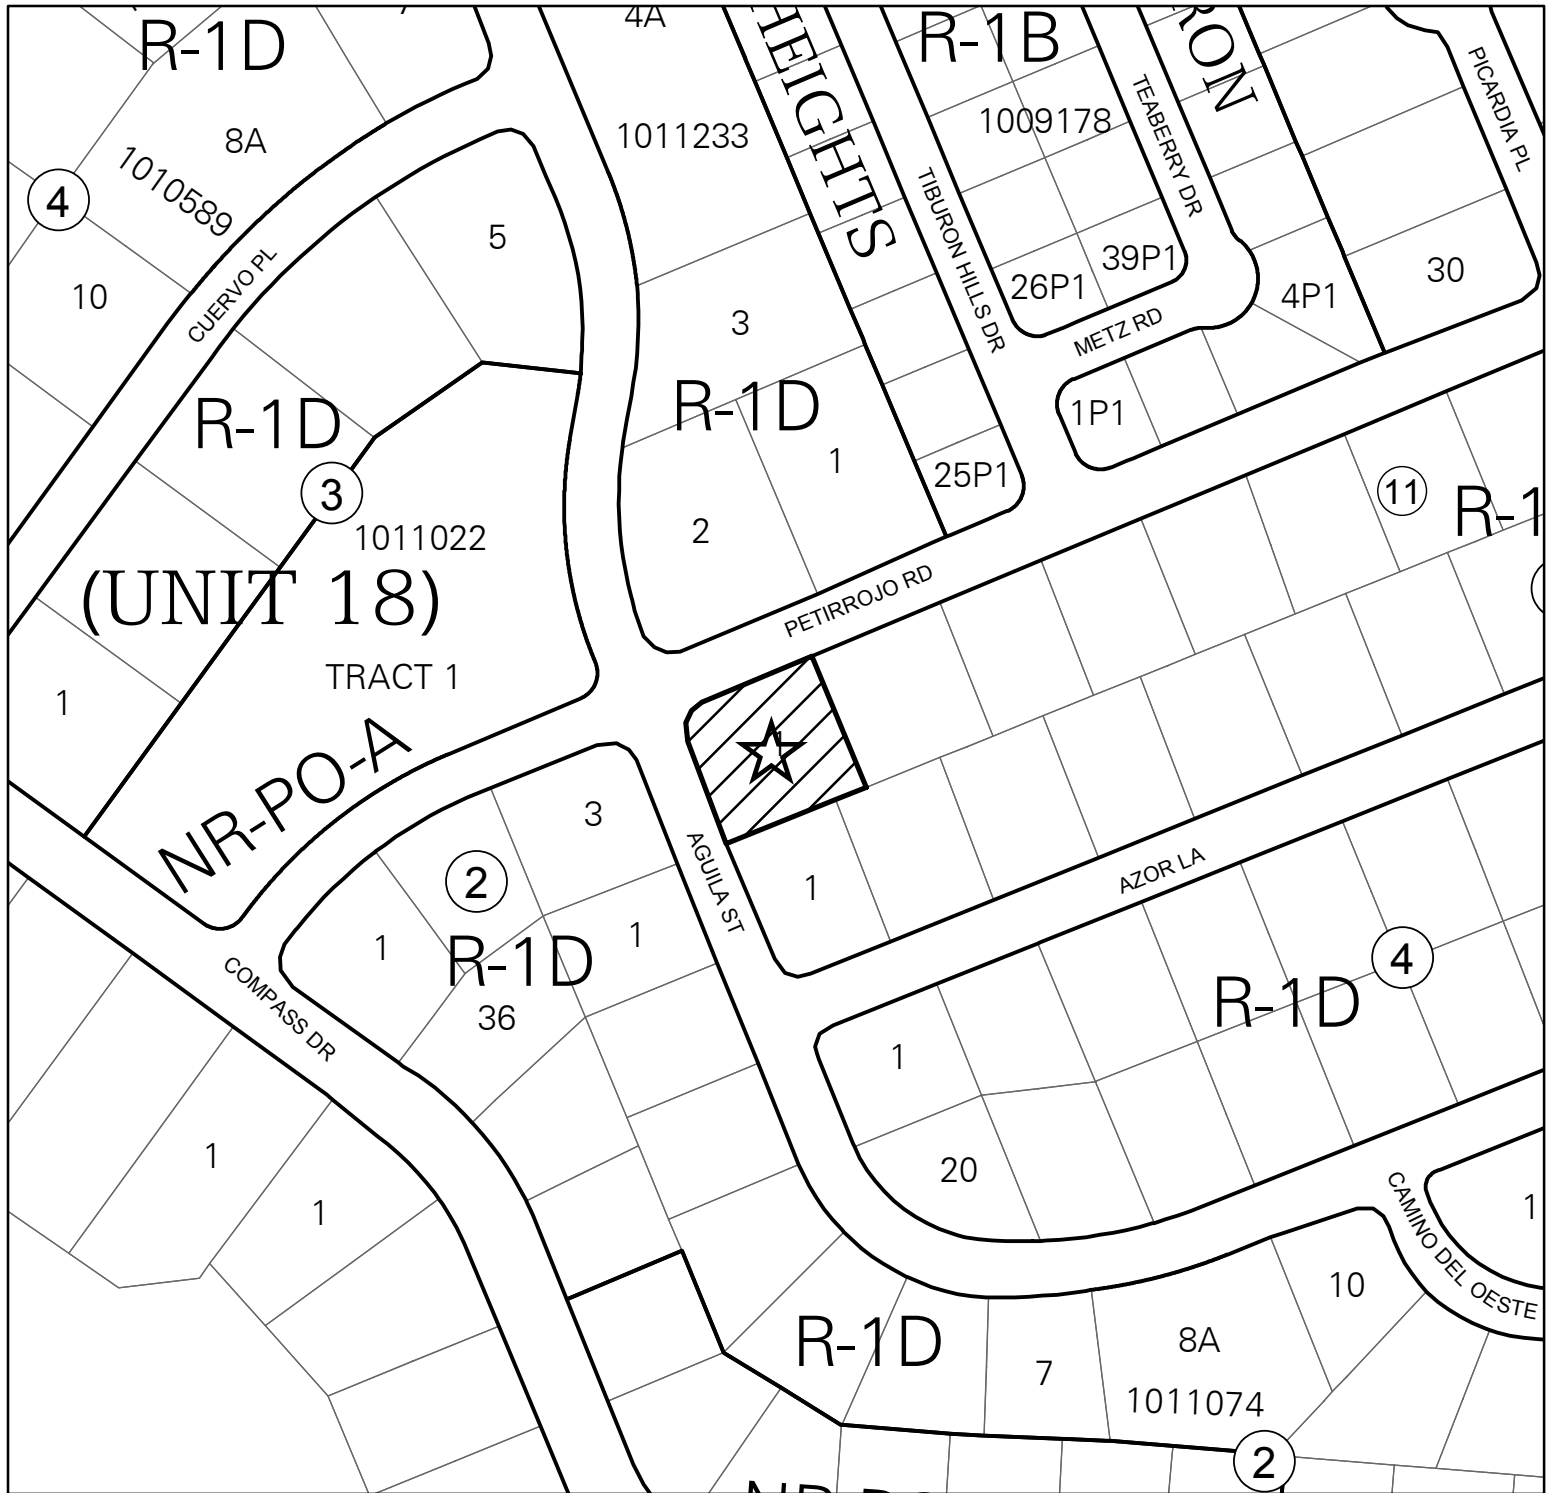 4A
R-1D
HEIGHTS
R-1B
RON
PICARDIA PL
TEABERRY DR
1009178
1011233
8A
1010589
4
TIBURON HILLS DR
5
39P1
26P1
30
10
4P1
CUERVO PL
3
METZ RD
R-1D
R-1D
1P1
1
25P1
3
11
R-1
2
1011022
PETIRROJO RD
(UNIT 18)
TRACT 1
1
NR-PO-A
1
3
AGUILA ST
AZOR LA
2
1
1
1
R-1D
4
COMPASS DR
R-1D
36
1
20
1
1
CAMINO DEL OESTE
1
10
R-1D
8A
7
1011074
2